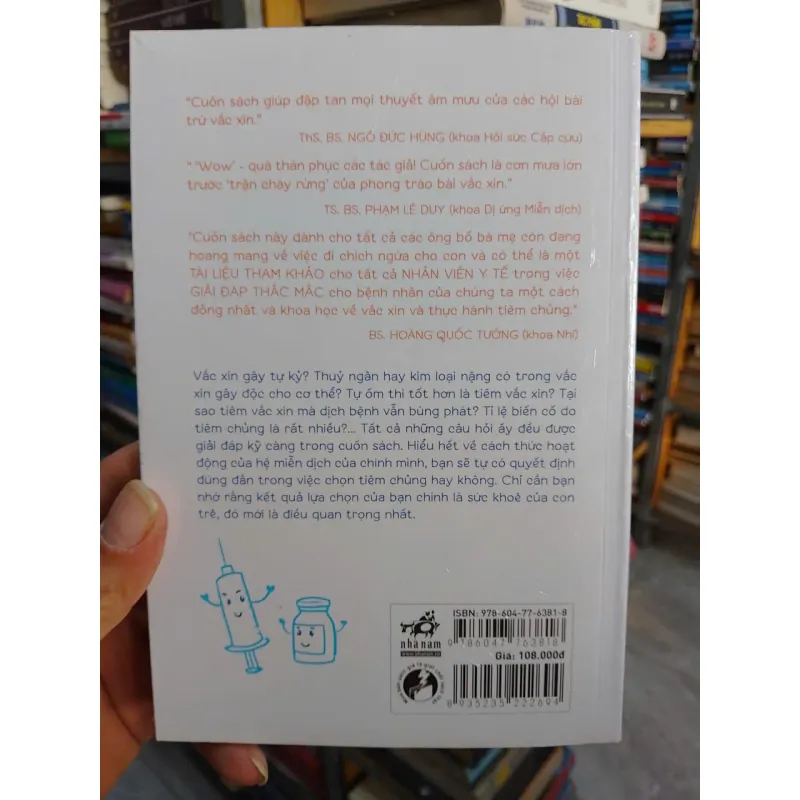 "Cuốn sách giúp đập tan mọi thuyết âm mưu của các hội bài
trừ vắc xin."
ThS. BS. NGÔ ĐỨC HÙNG (khoa Hồi sức Cấp cứu)
" 'Wow' - quá thán phục các tác giả! Cuốn sách là cơn mưa lớn
trước 'trận cháy rừng' của phong trào bài vắc xin."
TS. BS. PHẠM LÊ DUY (khoa Dị ứng Miễn dịch)
"Cuốn sách này dành cho tất cả các ông bố bà mẹ còn đang
hoang mang về việc đi chích ngừa cho con và có thể là một
TÀI LIỆU THAM KHẢO cho tất cả NHÂN VIÊN Y TẾ trong việc
GIẢI ĐÁP THẮC MẮC cho bệnh nhân của chúng ta một cách
đồng nhất và khoa học về vắc xin và thực hành tiêm chủng."
BS. HOÀNG QUỐC TƯỞNG (khoa Nhi)
Vắc xin gây tự kỷ? Thuỷ ngân hay kim loại nặng có trong vắc
xin gây độc cho cơ thể? Tự ốm thì tốt hơn là tiêm vắc xin? Tại
sao tiêm vắc xin mà dịch bệnh vẫn bùng phát? Tỉ lệ biến cố do
tiêm chủng là rất nhiều?... Tất cả những câu hỏi ấy đều được
giải đáp kỹ càng trong cuốn sách. Hiểu hết về cách thức hoạt
động của hệ miễn dịch của chính mình, bạn sẽ tự có quyết định
đúng đắn trong việc chọn tiêm chủng hay không. Chỉ cần bạn
nhớ rằng kết quả lựa chọn của bạn chính là sức khoẻ của con
trẻ, đó mới là điều quan trọng nhất.
nhã nam
www.nhanam.vn
ISBN: 978-604-77-6381-8
9 786047 763818
Giá: 108.000đ
8 935235 222694